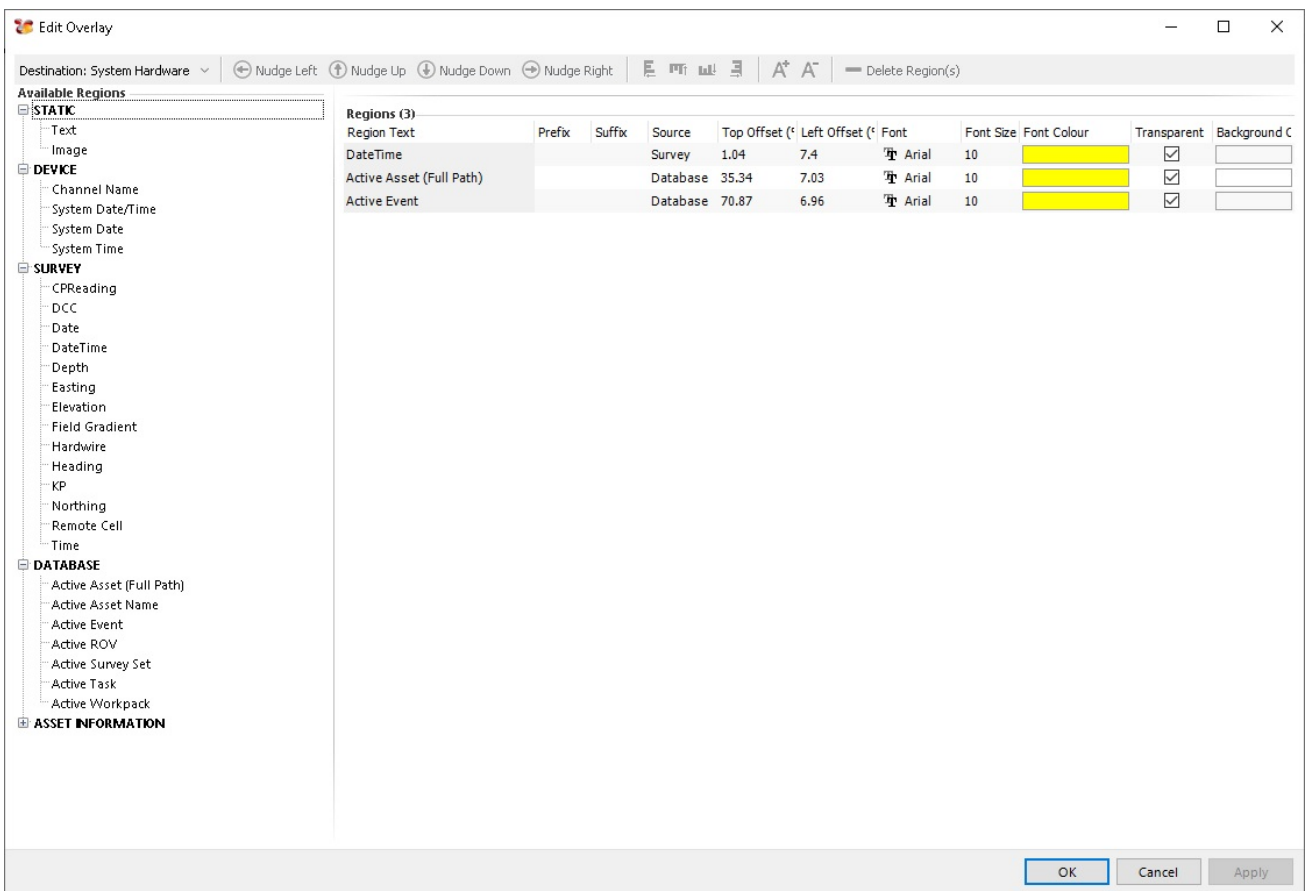 Edit Overlay
Destination: System Hardware Nudge Left Nudge Up Nudge Down Nudge Right A+ A- Delete Region(s)
Available Regions
STATIC
Text
Image
DEVICE
Channel Name
System Date/Time
System Date
System Time
SURVEY
CPReading
DCC
Date
DateTime
Depth
Easting
Elevation
Field Gradient
Hardwire
Heading
KP
Northing
Remote Cell
Time
DATABASE
Active Asset (Full Path)
Active Asset Name
Active Event
Active ROV
Active Survey Set
Active Task
Active Workpack
ASSET INFORMATION
Regions (3)
Region Text Prefix Suffix Source Top Offset ( Left Offset ( Font Font Size Font Colour Transparent Background C
DateTime Survey 1.04 7.4 Arial 10
Active Asset (Full Path) Database 35.34 7.03 Arial 10
Active Event Database 70.87 6.96 Arial 10
OK Cancel Apply